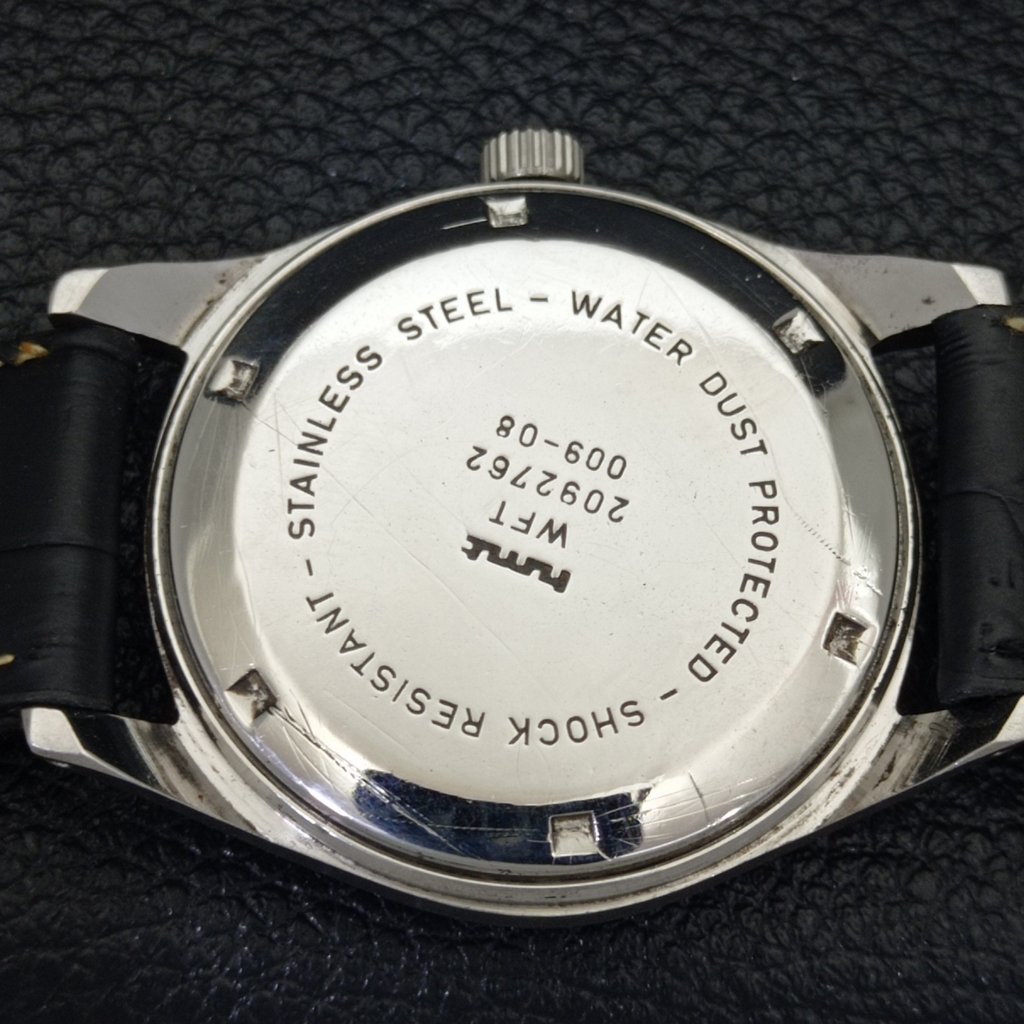 STAINLESS STEEL - WATER DUST PROTECTED - SHOCK RESISTANT -
hmt
WFT
2092762
009-08